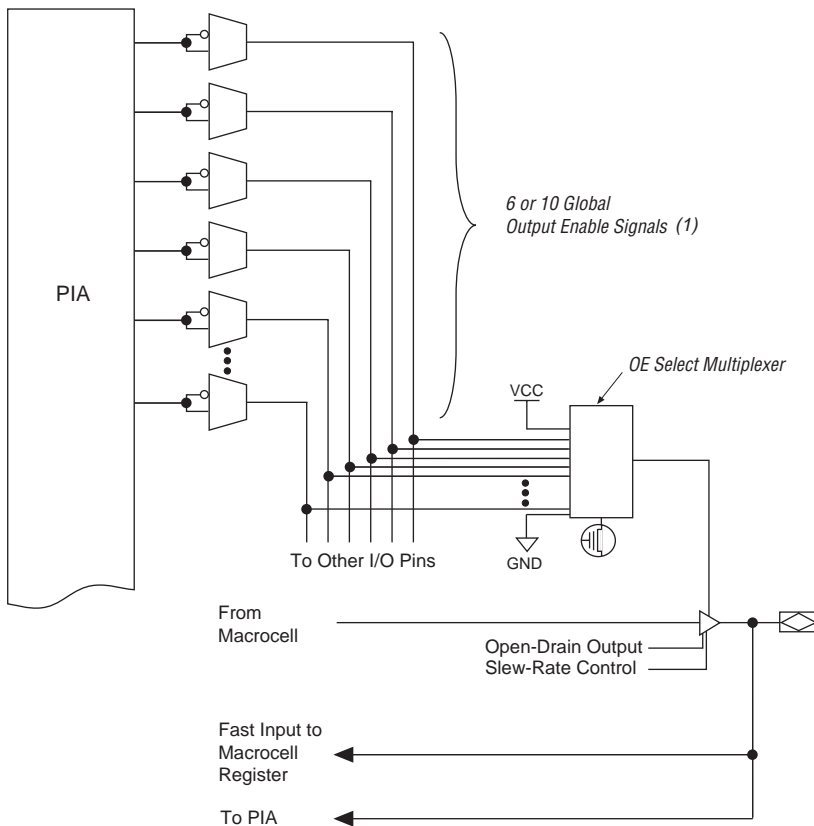 6 or 10 Global
Output Enable Signals (1)
PIA
OE Select Multiplexer
VCC
To Other I/O Pins
GND
From
Macrocell
Open-Drain Output
Slew-Rate Control
Fast Input to
Macrocell
Register
To PIA